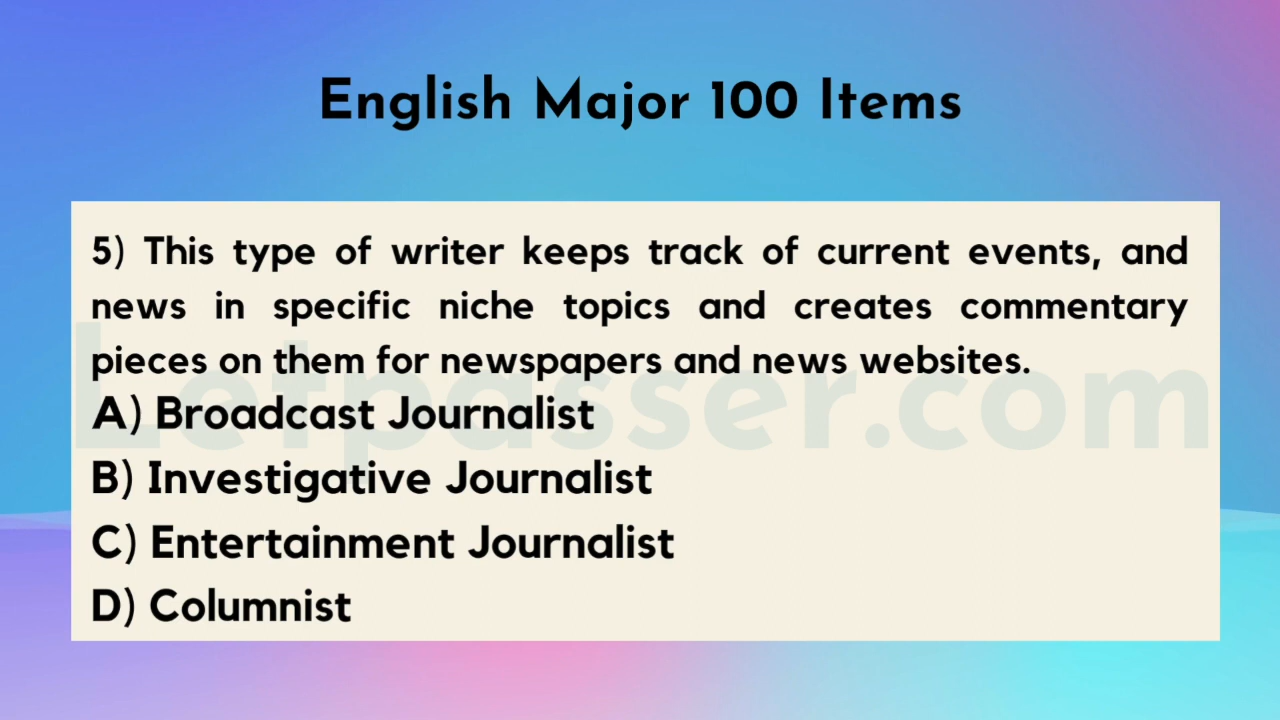 English Major 100 Items
5) This type of writer keeps track of current events, and
news in specific niche topics and creates commentary
pieces on them for newspapers and news websites.
Letpasser.com
A) Broadcast Journalist
B) Investigative Journalist
C) Entertainment Journalist
D) Columnist